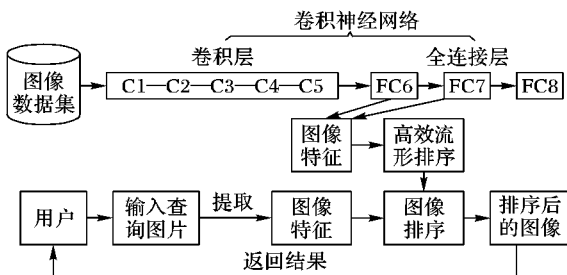 卷积神经网络
卷积层
全连接层
图像
数据集
C1—C2—C3—C4—C5
FC6
FC7
FC8
图像
特征
高效流
形排序
用户
输入查
询图片
提取
图像
特征
图像
排序
排序后
的图像
返回结果